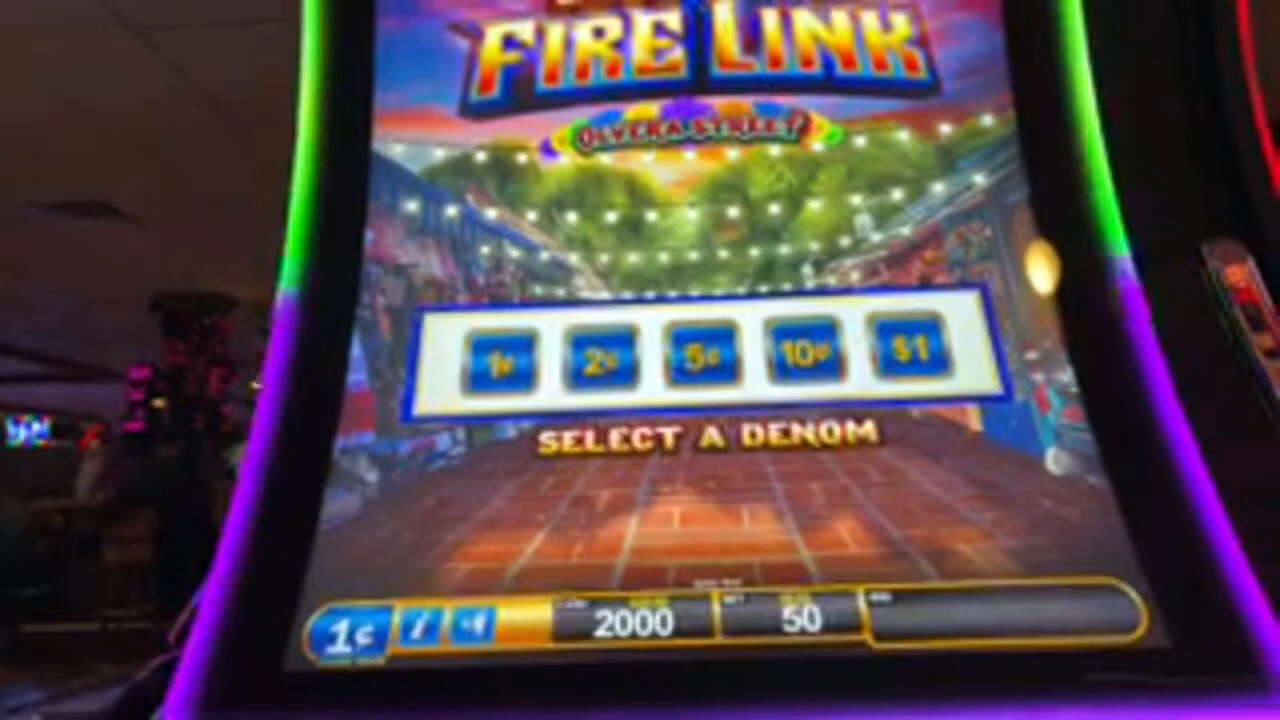 FIRE LINK
OLVERA STREET
1¢ 2¢ 5¢ 10¢ $1
SELECT A DENOM
1¢ 2000 50